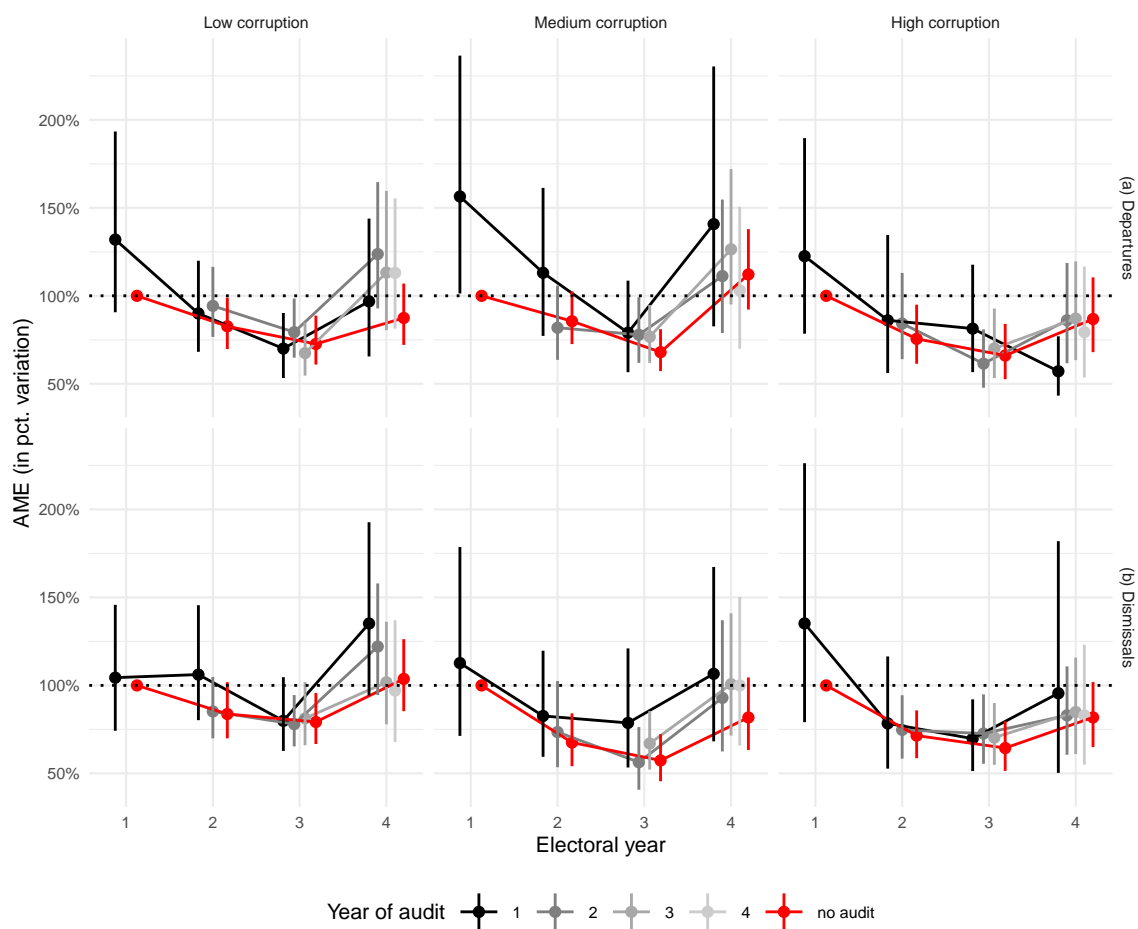 Low corruption
Medium corruption
High corruption
200%
150%
100%
50%
(a) Departures
200%
150%
100%
50%
(b) Dismissals
AME (in pct. variation)
1 2 3 4
1 2 3 4
1 2 3 4
Electoral year
Year of audit 1 2 3 4 no audit